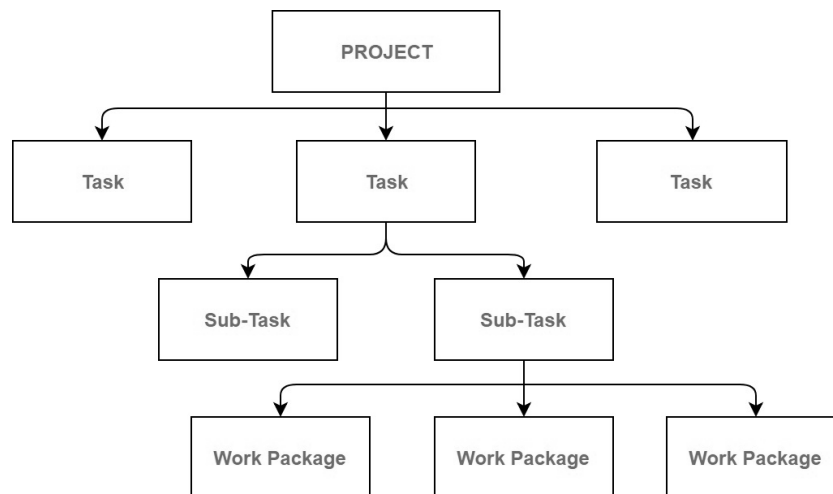 PROJECT
Task
Task
Task
Sub-Task
Sub-Task
Work Package
Work Package
Work Package